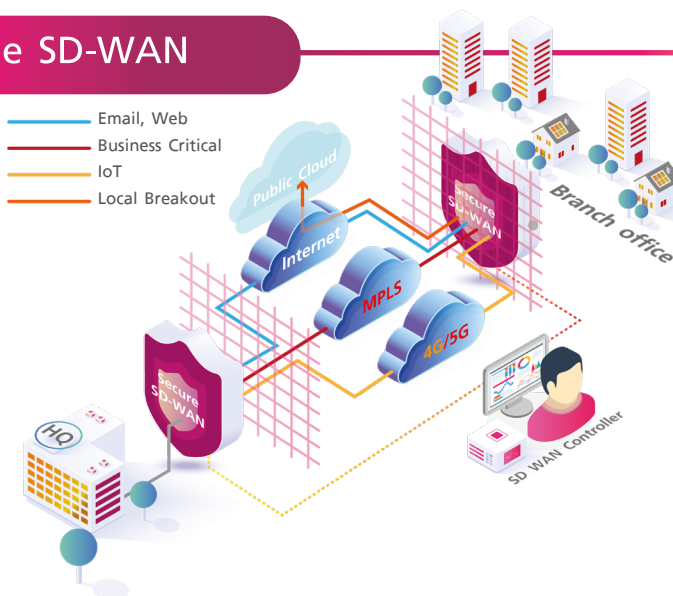 e SD-WAN
Email, Web
Business Critical
IoT
Local Breakout
Public Cloud
Internet
MPLS
4G/5G
Secure
SD-WAN
Branch office
Secure
SD-WAN
HQ
SD WAN Controller